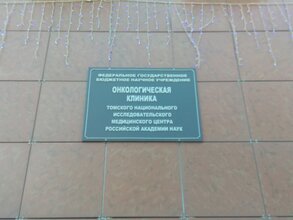 ФЕДЕРАЛЬНОЕ ГОСУДАРСТВЕННОЕ
БЮДЖЕТНОЕ НАУЧНОЕ УЧРЕЖДЕНИЕ
ОНКОЛОГИЧЕСКАЯ
КЛИНИКА
ТОМСКОГО НАЦИОНАЛЬНОГО
ИССЛЕДОВАТЕЛЬСКОГО
МЕДИЦИНСКОГО ЦЕНТРА
РОССИЙСКОЙ АКАДЕМИИ НАУК